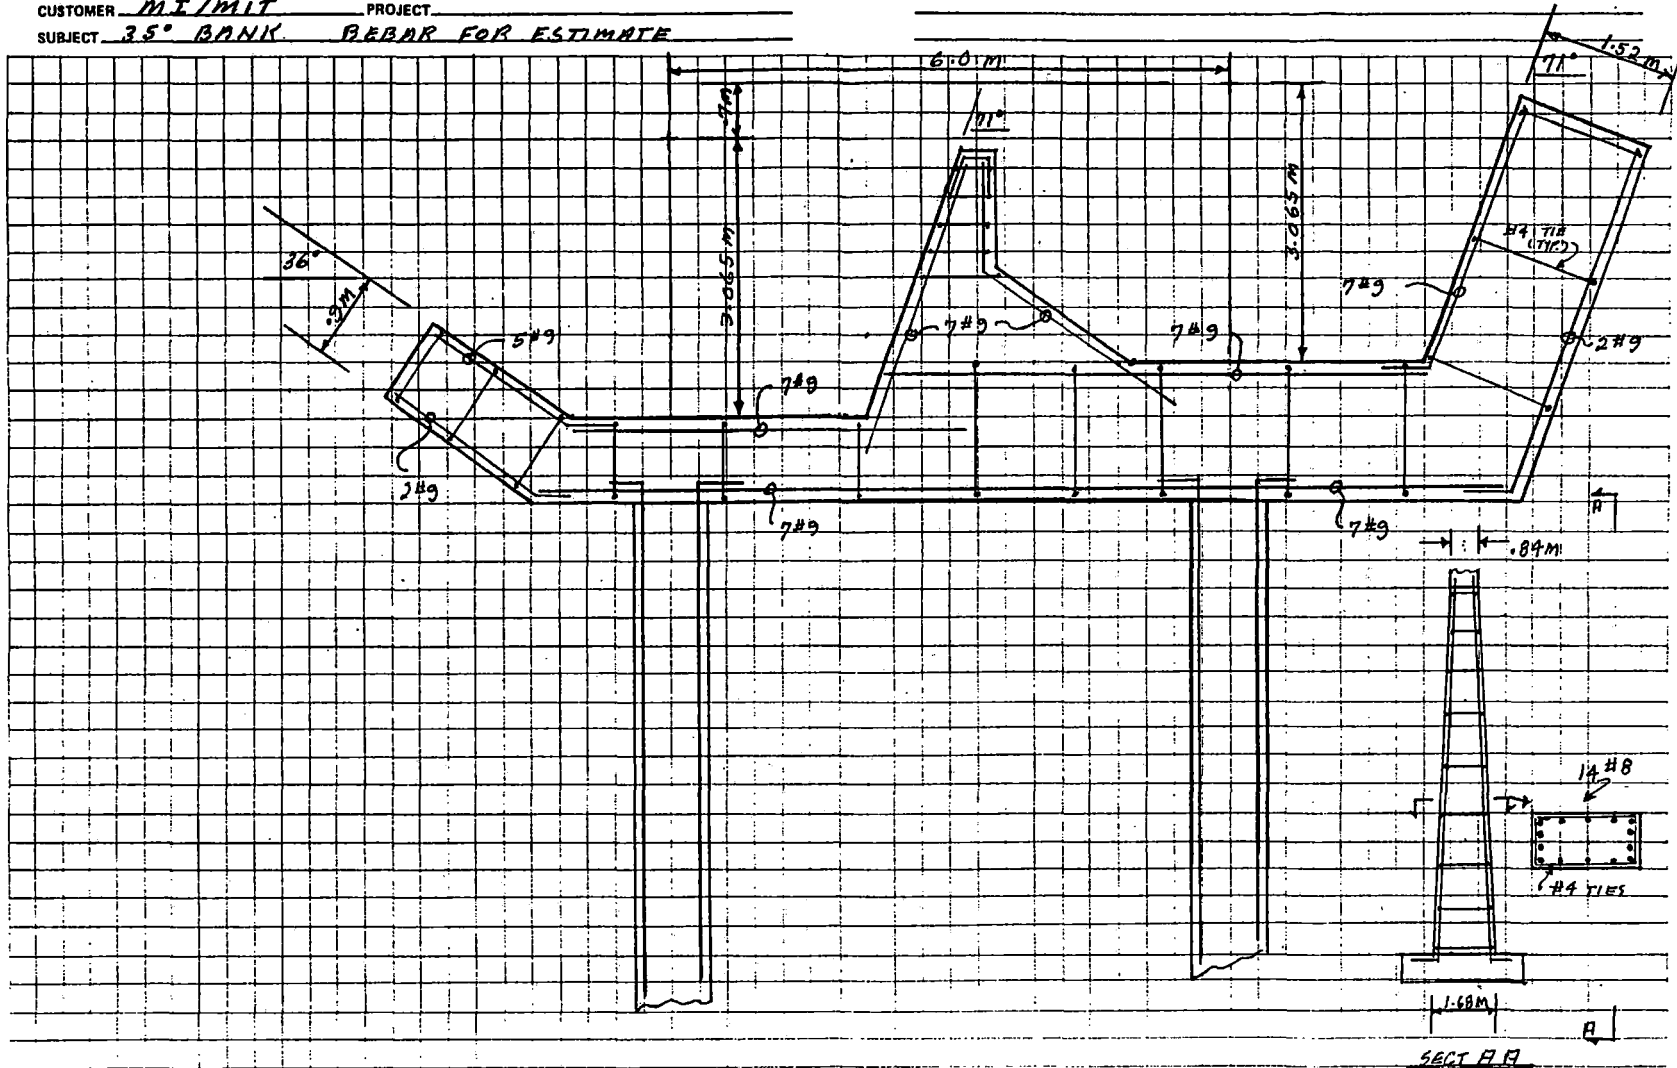 CUSTOMER MI/MIT PROJECT
SUBJECT 35° BANK REBAR FOR ESTIMATE
6.0 M
1.52 M
71°
.7M
71°
3.065 M
3.065 M
36°
.9M
#4 TIE
(TYP.)
7#9
5#9
7#9
7#9
2#9
7#9
2#9
7#9
7#9
A
.84M
14 #8
#4 TIES
1.68M
A
SECT A A